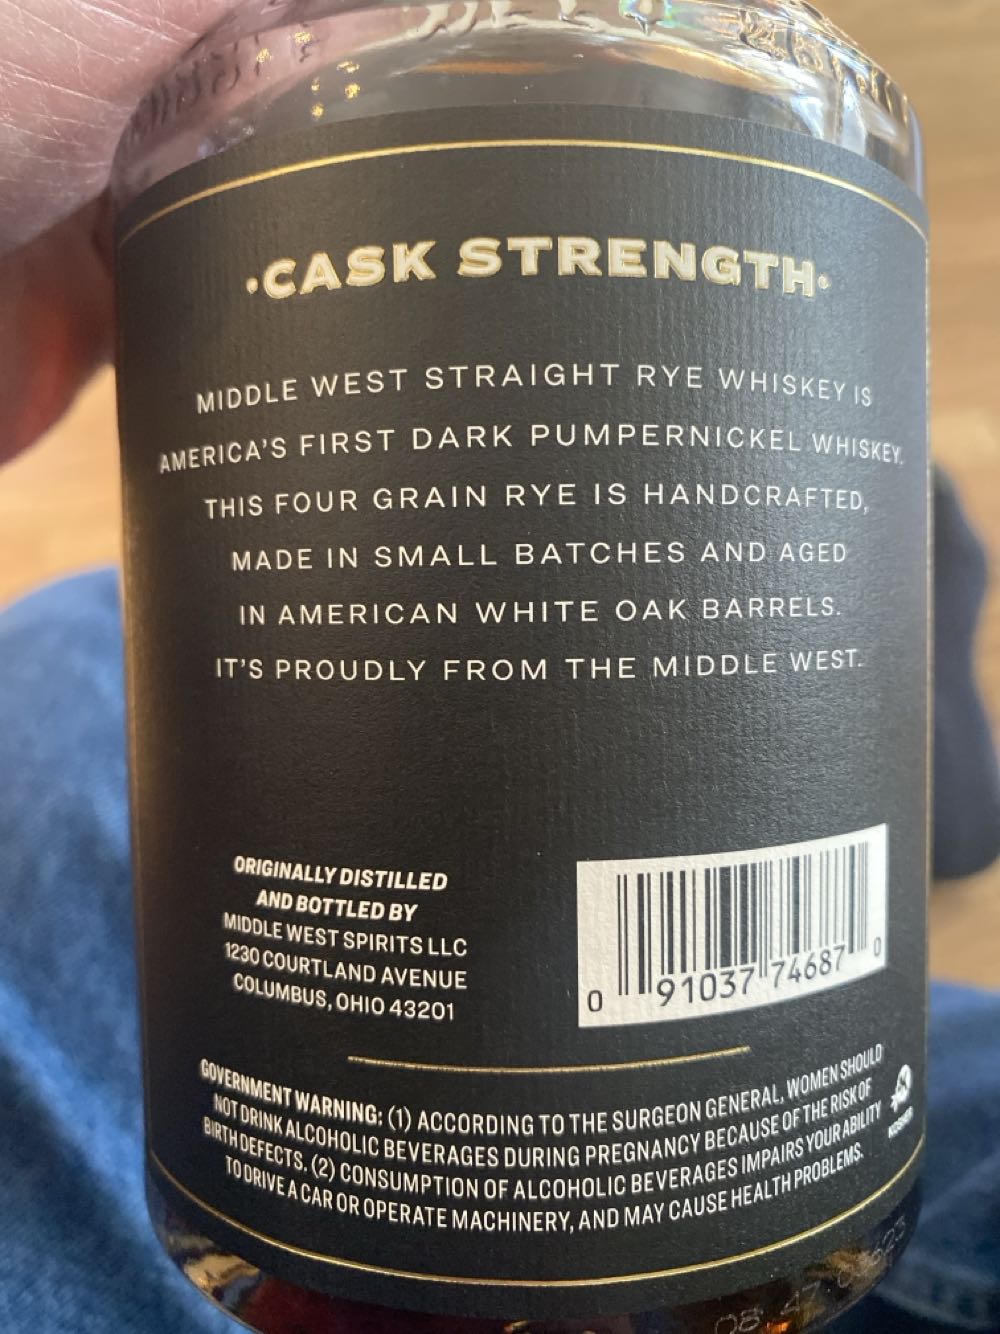 ·CASK STRENGTH·
MIDDLE WEST STRAIGHT RYE WHISKEY IS
AMERICA'S FIRST DARK PUMPERNICKEL WHISKEY.
THIS FOUR GRAIN RYE IS HANDCRAFTED,
MADE IN SMALL BATCHES AND AGED
IN AMERICAN WHITE OAK BARRELS.
IT'S PROUDLY FROM THE MIDDLE WEST.
ORIGINALLY DISTILLED
AND BOTTLED BY
MIDDLE WEST SPIRITS LLC
1230 COURTLAND AVENUE
COLUMBUS, OHIO 43201
0 91037 74687 0
GOVERNMENT WARNING: (1) ACCORDING TO THE SURGEON GENERAL, WOMEN SHOULD
NOT DRINK ALCOHOLIC BEVERAGES DURING PREGNANCY BECAUSE OF THE RISK OF
BIRTH DEFECTS. (2) CONSUMPTION OF ALCOHOLIC BEVERAGES IMPAIRS YOUR ABILITY
TO DRIVE A CAR OR OPERATE MACHINERY, AND MAY CAUSE HEALTH PROBLEMS.
KOSHER